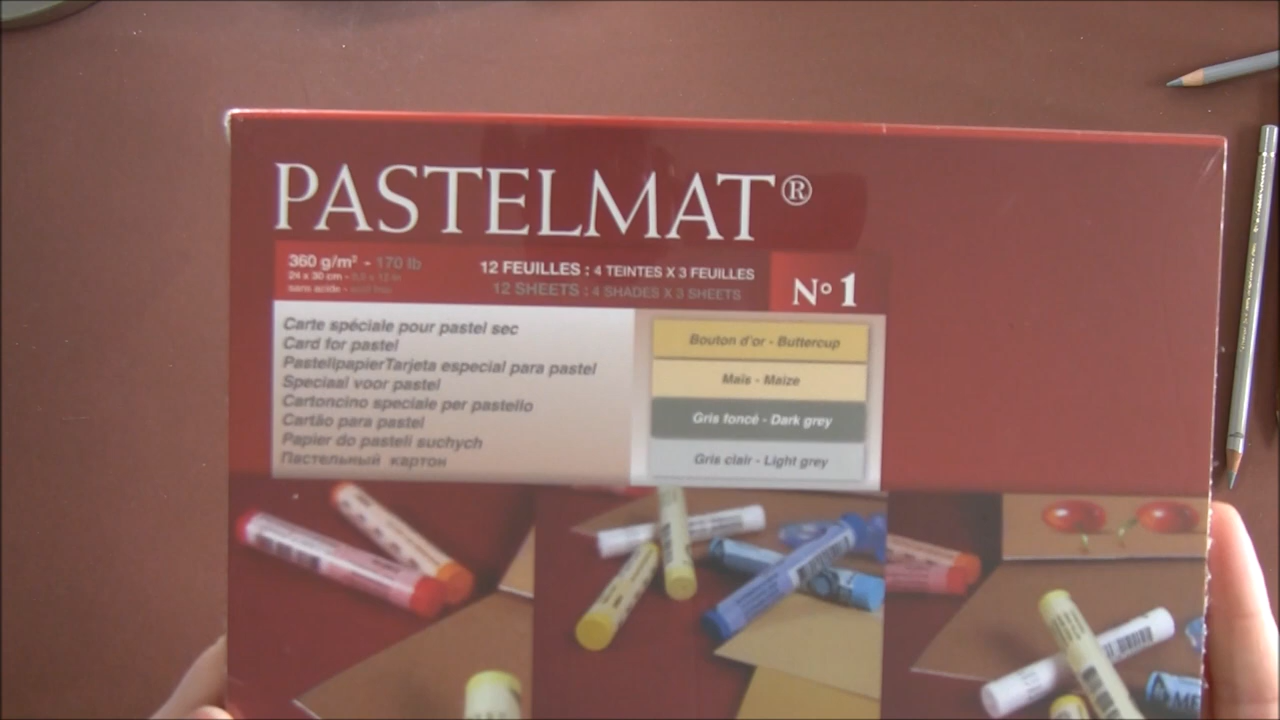 PASTELMAT®
360 g/m² - 170 lb
24 x 30 cm -
sans acide -
12 FEUILLES : 4 TEINTES X 3 FEUILLES
12 SHEETS : 4 SHADES X 3 SHEETS
N° 1
Carte spéciale pour pastel sec
Card for pastel
PastellpapierTarjeta especial para pastel
Speciaal voor pastel
Cartoncino speciale per pastello
Cartão para pastel
Papier do pasteli suchych
Пастельный картон
Bouton d'or - Buttercup
Maïs - Maize
Gris foncé - Dark grey
Gris clair - Light grey